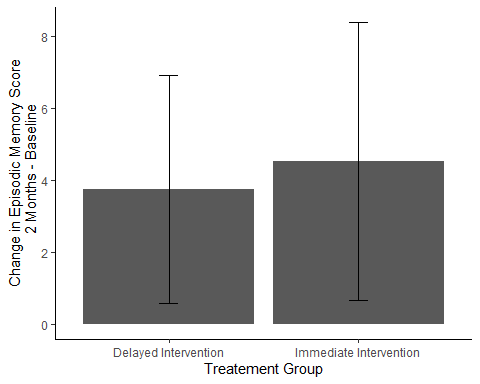 Change in Episodic Memory Score
2 Months - Baseline
8
6
4
2
0
Delayed Intervention
Immediate Intervention
Treatement Group